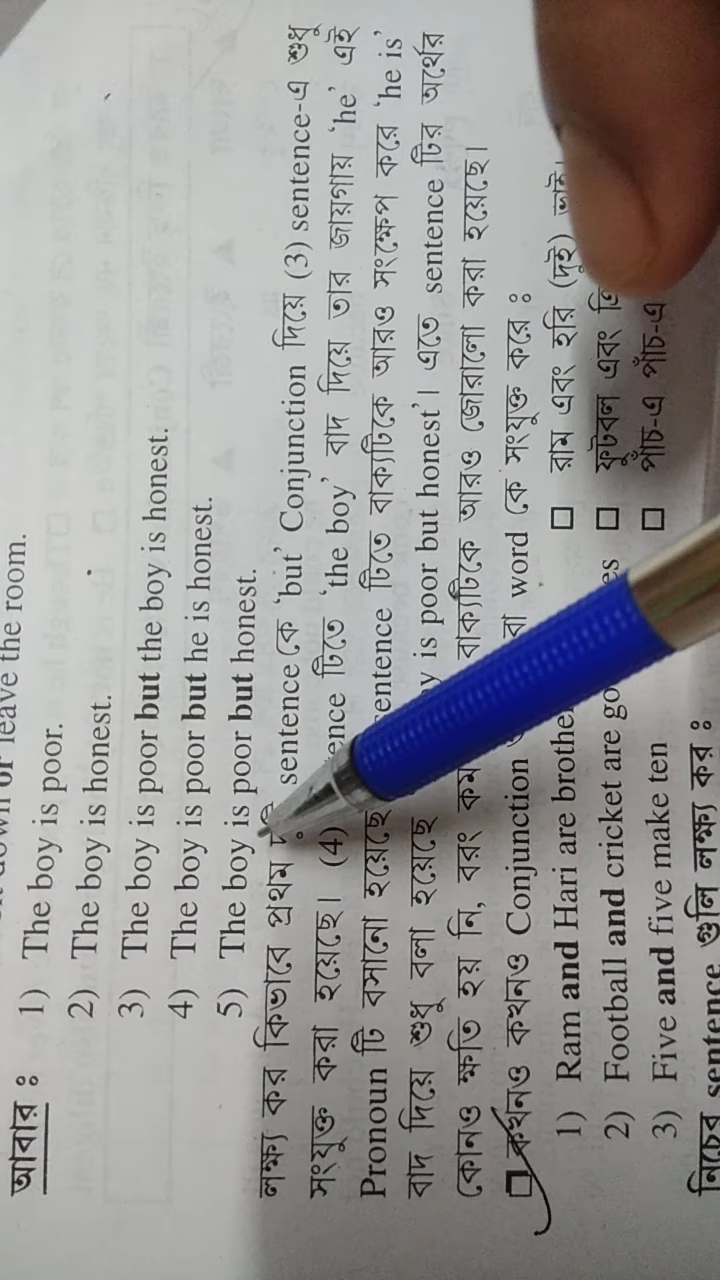 or leave the room.
আবার :
1) The boy is poor.
2) The boy is honest.
3) The boy is poor but the boy is honest.
4) The boy is poor but he is honest.
5) The boy is poor but honest.
লক্ষ্য কর কিভাবে প্রথম sentence কে 'but' Conjunction দিয়ে (3) sentence-এ শুধু
সংযুক্ত করা হয়েছে। (4) টিতে 'the boy' বাদ দিয়ে তার জায়গায় 'he' এই
Pronoun টি বসানো হয়েছে sentence টিতে বাক্যটিকে আরও সংক্ষেপ করে 'he is'
বাদ দিয়ে শুধু বলা হয়েছে is poor but honest'। এতে sentence টির অর্থের
কোনও ক্ষতি হয় নি, বরং বাক্যটিকে আরও জোরালো করা হয়েছে।
কখনও কখনও Conjunction বা word কে সংযুক্ত করে :
1) Ram and Hari are □ রাম এবং হরি (দুই)
2) Football and cricket are □ ফুটবল এবং
3) Five and five make ten □ পাঁচ-এ পাঁচ-এ
নিচের sentence গুলি লক্ষ্য কর :